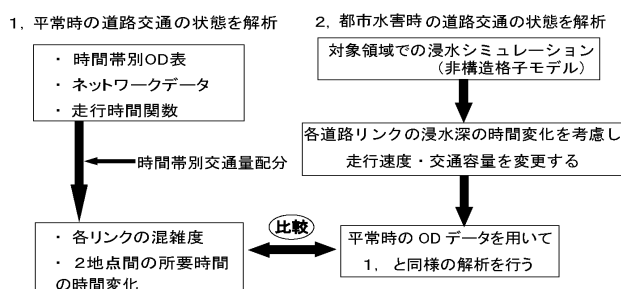 1，平常時の道路交通の状態を解析
・ 時間帯別OD表
・ ネットワークデータ
・ 走行時間関数
時間帯別交通量配分
・ 各リンクの混雑度
・ 2地点間の所要時間
の時間変化
比較
2，都市水害時の道路交通の状態を解析
対象領域での浸水シミュレーション
（非構造格子モデル）
各道路リンクの浸水深の時間変化を考慮し
走行速度・交通容量を変更する
平常時の OD データを用いて
1，と同様の解析を行う